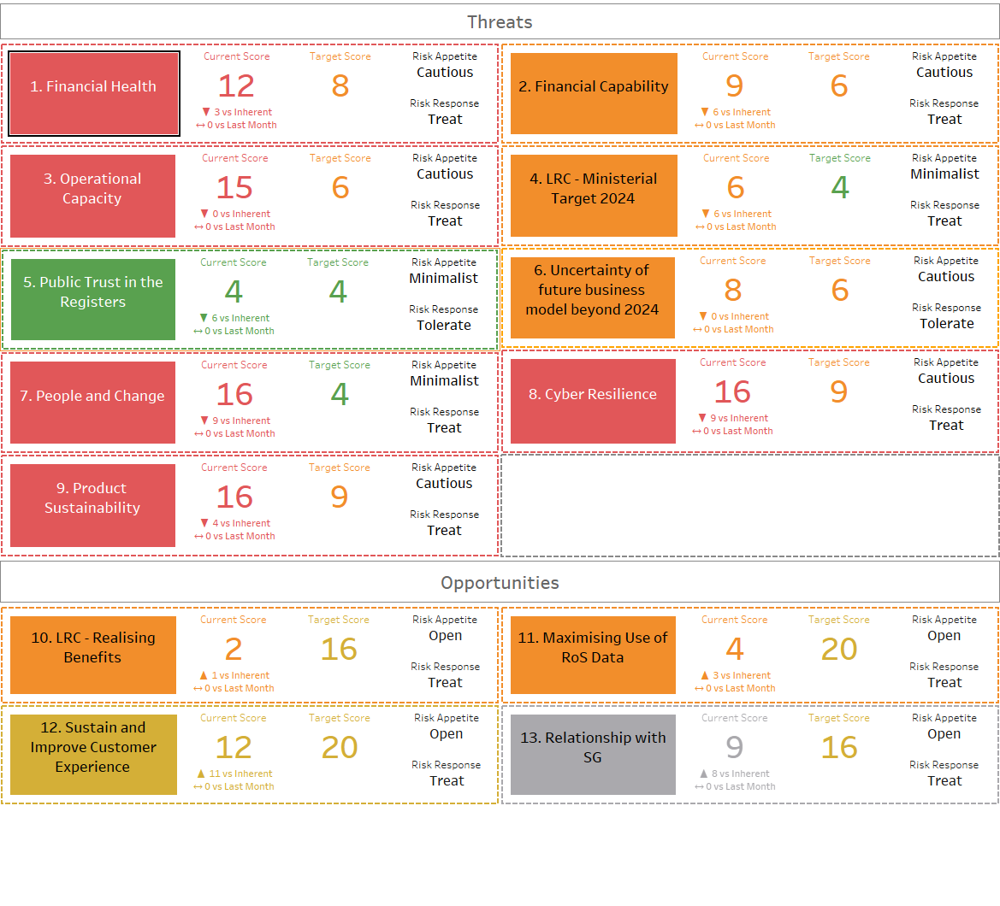 Threats
1. Financial Health
Current Score
12
▼ 3 vs Inherent
↔ 0 vs Last Month
Target Score
8
Risk Appetite
Cautious
Risk Response
Treat
2. Financial Capability
Current Score
9
▼ 6 vs Inherent
↔ 0 vs Last Month
Target Score
6
Risk Appetite
Cautious
Risk Response
Treat
3. Operational
Capacity
Current Score
15
▼ 0 vs Inherent
↔ 0 vs Last Month
Target Score
6
Risk Appetite
Cautious
Risk Response
Treat
4. LRC - Ministerial
Target 2024
Current Score
6
▼ 6 vs Inherent
↔ 0 vs Last Month
Target Score
4
Risk Appetite
Minimalist
Risk Response
Treat
5. Public Trust in the
Registers
Current Score
4
▼ 6 vs Inherent
↔ 0 vs Last Month
Target Score
4
Risk Appetite
Minimalist
Risk Response
Tolerate
6. Uncertainty of
future business
model beyond 2024
Current Score
8
▼ 0 vs Inherent
↔ 0 vs Last Month
Target Score
6
Risk Appetite
Cautious
Risk Response
Tolerate
7. People and Change
Current Score
16
▼ 9 vs Inherent
↔ 0 vs Last Month
Target Score
4
Risk Appetite
Minimalist
Risk Response
Treat
8. Cyber Resilience
Current Score
16
▼ 9 vs Inherent
↔ 0 vs Last Month
Target Score
9
Risk Appetite
Cautious
Risk Response
Treat
9. Product
Sustainability
Current Score
16
▼ 4 vs Inherent
↔ 0 vs Last Month
Target Score
9
Risk Appetite
Cautious
Risk Response
Treat
Opportunities
10. LRC - Realising
Benefits
Current Score
2
▲ 1 vs Inherent
↔ 0 vs Last Month
Target Score
16
Risk Appetite
Open
Risk Response
Treat
11. Maximising Use of
RoS Data
Current Score
4
▲ 3 vs Inherent
↔ 0 vs Last Month
Target Score
20
Risk Appetite
Open
Risk Response
Treat
12. Sustain and
Improve Customer
Experience
Current Score
12
▲ 11 vs Inherent
↔ 0 vs Last Month
Target Score
20
Risk Appetite
Open
Risk Response
Treat
13. Relationship with
SG
Current Score
9
▲ 8 vs Inherent
↔ 0 vs Last Month
Target Score
16
Risk Appetite
Open
Risk Response
Treat